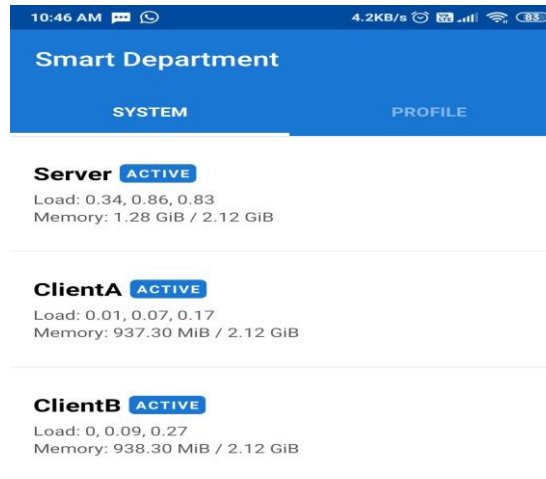 10:46 AM 4.2KB/s 83
Smart Department
SYSTEM PROFILE
Server ACTIVE
Load: 0.34, 0.86, 0.83
Memory: 1.28 GiB / 2.12 GiB
ClientA ACTIVE
Load: 0.01, 0.07, 0.17
Memory: 937.30 MiB / 2.12 GiB
ClientB ACTIVE
Load: 0, 0.09, 0.27
Memory: 938.30 MiB / 2.12 GiB